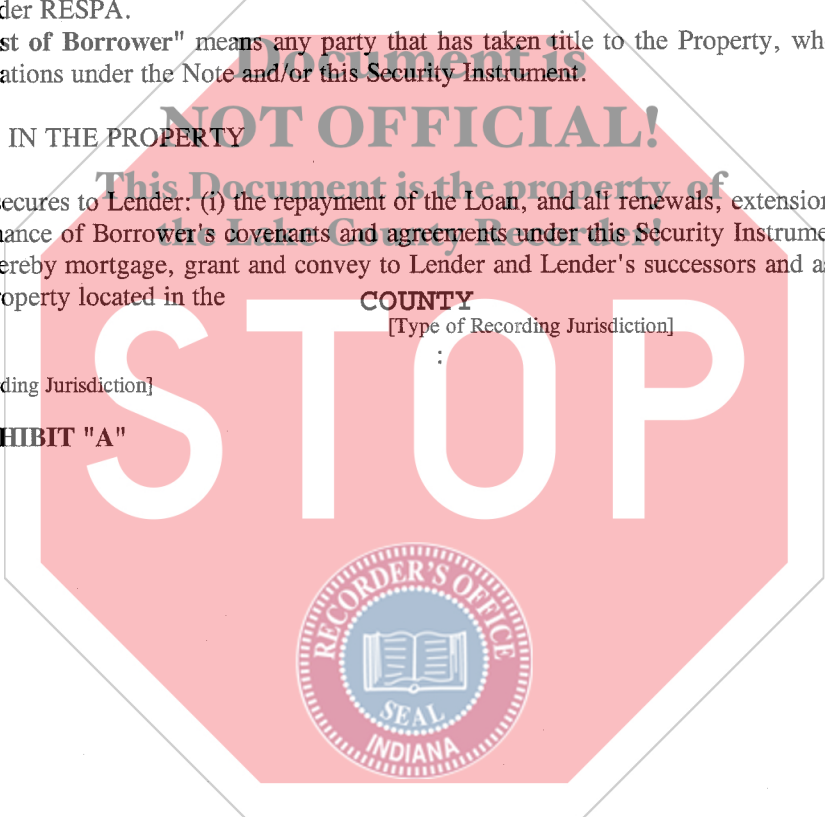 der RESPA.
st of Borrower" means any party that has taken title to the Property, wh
ations under the Note and/or this Security Instrument.
Document is
NOT OFFICIAL!
IN THE PROPERTY
This Document is the property of
the Lake County Recorder!
ecures to Lender: (i) the repayment of the Loan, and all renewals, extension
ance of Borrower's covenants and agreements under this Security Instrume
ereby mortgage, grant and convey to Lender and Lender's successors and a
operty located in the COUNTY
[Type of Recording Jurisdiction]
:
ding Jurisdiction]
HIBIT "A"
STOP
RECORDER'S OFFICE
SEAL
INDIANA